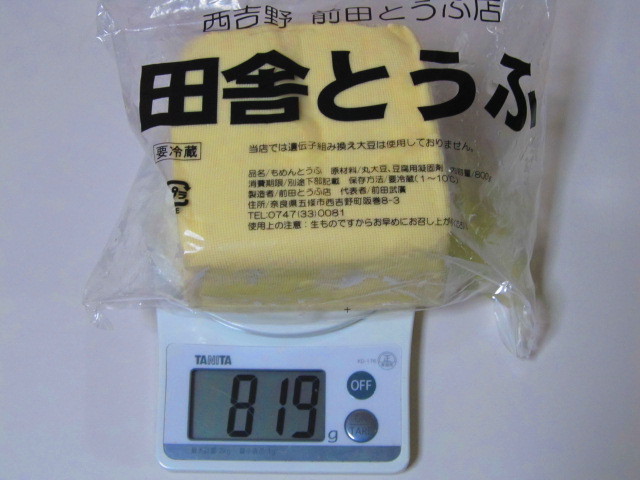 西吉野 前田とうふ店
田舎とうふ
要冷蔵
当店では遺伝子組み換え大豆は使用しておりません。
品名/もめんとうふ 原材料/丸大豆、豆腐用凝固剤 内容量/800g
消費期限/別途下部記載 保存方法/要冷蔵(1〜10℃)
製造者/前田とうふ店 代表者/前田武廣
住所/奈良県五條市西吉野町阪巻8-3
TEL:0747(33)0081
使用上の注意:生ものですからお早めにお召し上がりください
TANITA
OFF
819 g